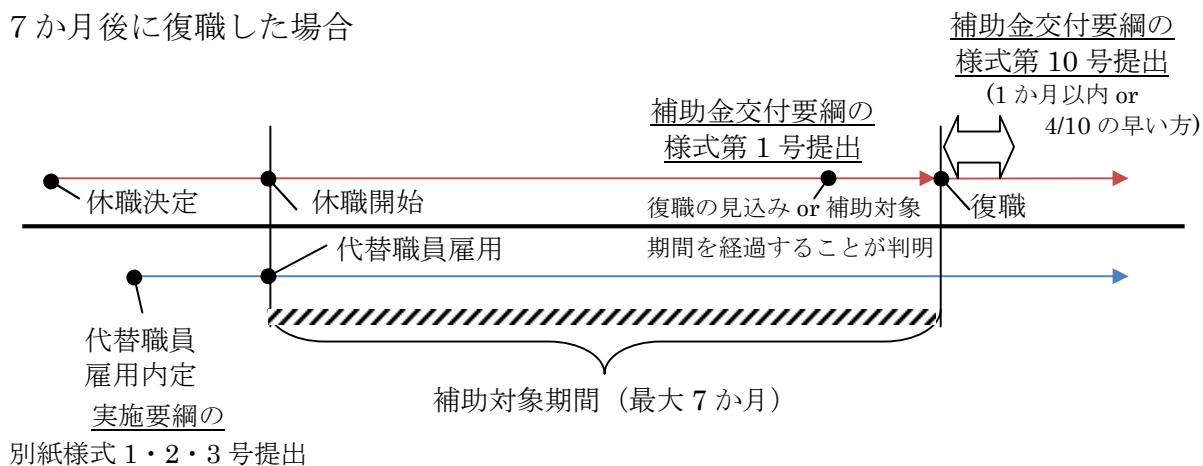 7か月後に復職した場合
補助金交付要綱の
様式第 10 号提出
(1 か月以内 or
4/10 の早い方)
補助金交付要綱の
様式第 1 号提出
休職決定
休職開始
復職の見込み or 補助対象
復職
代替職員雇用
期間を経過することが判明
代替職員
雇用内定
補助対象期間（最大 7 か月）
実施要綱の
別紙様式 1・2・3 号提出